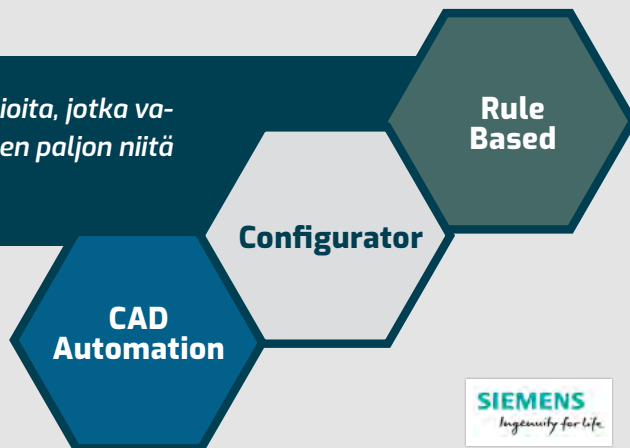 ioita, jotka va-
en paljon niitä
Rule
Based
Configurator
CAD
Automation
SIEMENS
Ingenuity for life